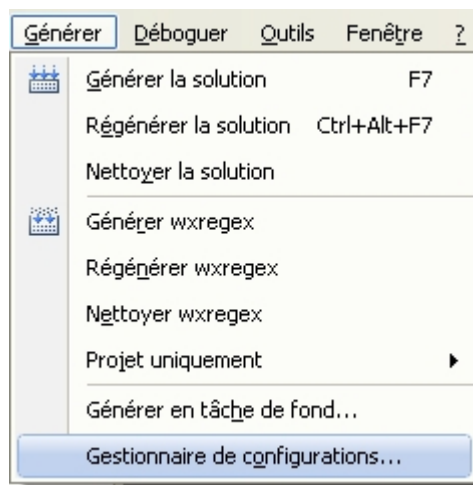 Générer Déboguer Outils Fenêtre ?
Générer la solution F7
Régénérer la solution Ctrl+Alt+F7
Nettoyer la solution
Générer wxregex
Régénérer wxregex
Nettoyer wxregex
Projet uniquement
Générer en tâche de fond...
Gestionnaire de configurations...